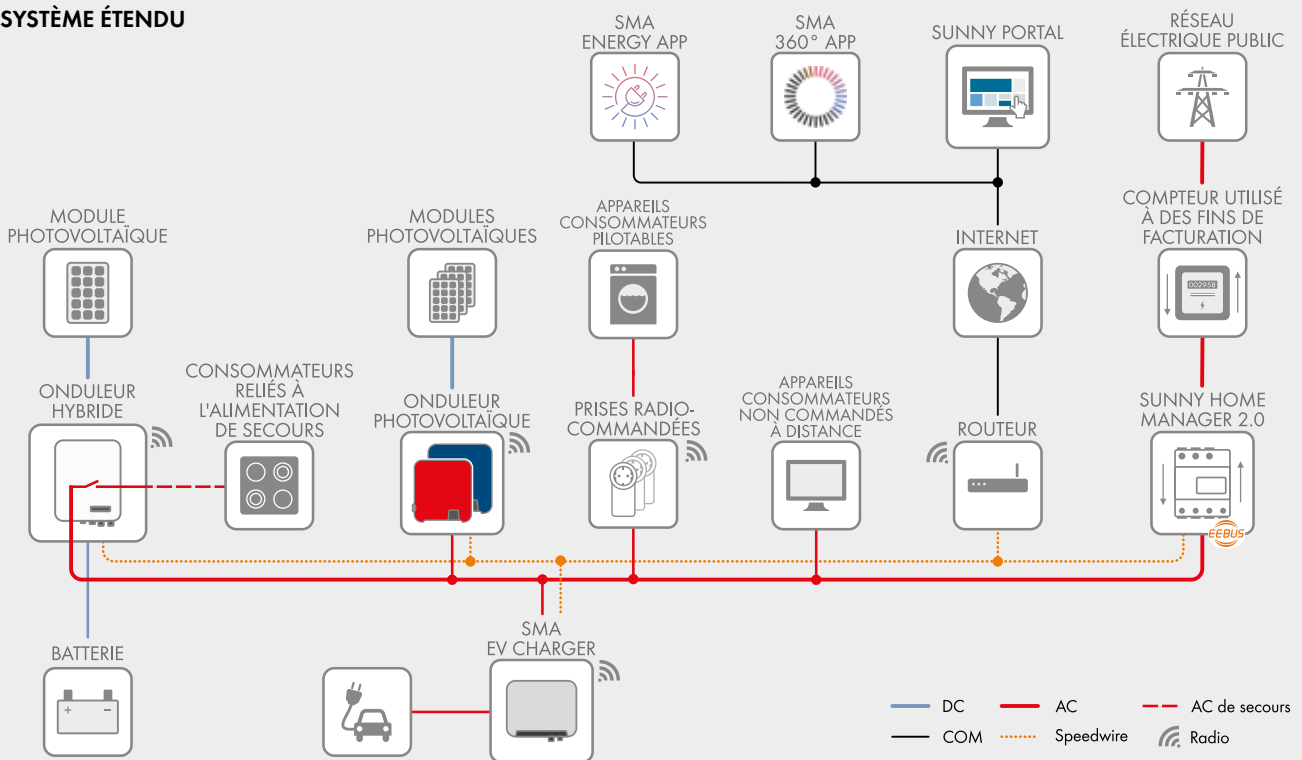 SYSTÈME ÉTENDU
SMA
ENERGY APP
SMA
360° APP
SUNNY PORTAL
RÉSEAU
ÉLECTRIQUE PUBLIC
MODULE
PHOTOVOLTAÏQUE
MODULES
PHOTOVOLTAÏQUES
APPAREILS
CONSOMMATEURS
PILOTABLES
INTERNET
COMPTEUR UTILISÉ
À DES FINS DE
FACTURATION
002958
ONDULEUR
HYBRIDE
CONSOMMATEURS
RELIÉS À
L'ALIMENTATION
DE SECOURS
ONDULEUR
PHOTOVOLTAÏQUE
PRISES RADIO-
COMMANDÉES
APPAREILS
CONSOMMATEURS
NON COMMANDÉS
À DISTANCE
ROUTEUR
SUNNY HOME
MANAGER 2.0
EEBUS
BATTERIE
SMA
EV CHARGER
DC
AC
AC de secours
COM
Speedwire
Radio